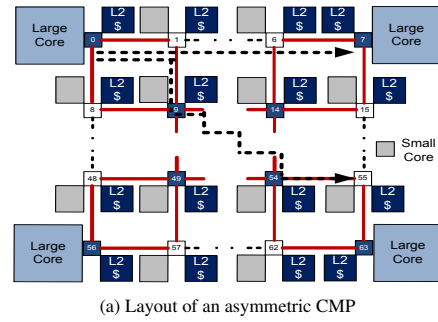 Large
Core
L2
$
L2
$
L2
$
L2
$
Large
Core
0
1
6
7
L2
$
L2
$
L2
$
L2
$
8
9
14
15
Small
Core
48
49
54
55
L2
$
L2
$
L2
$
L2
$
Large
Core
56
57
62
63
Large
Core
L2
$
L2
$
L2
$
L2
$
(a) Layout of an asymmetric CMP